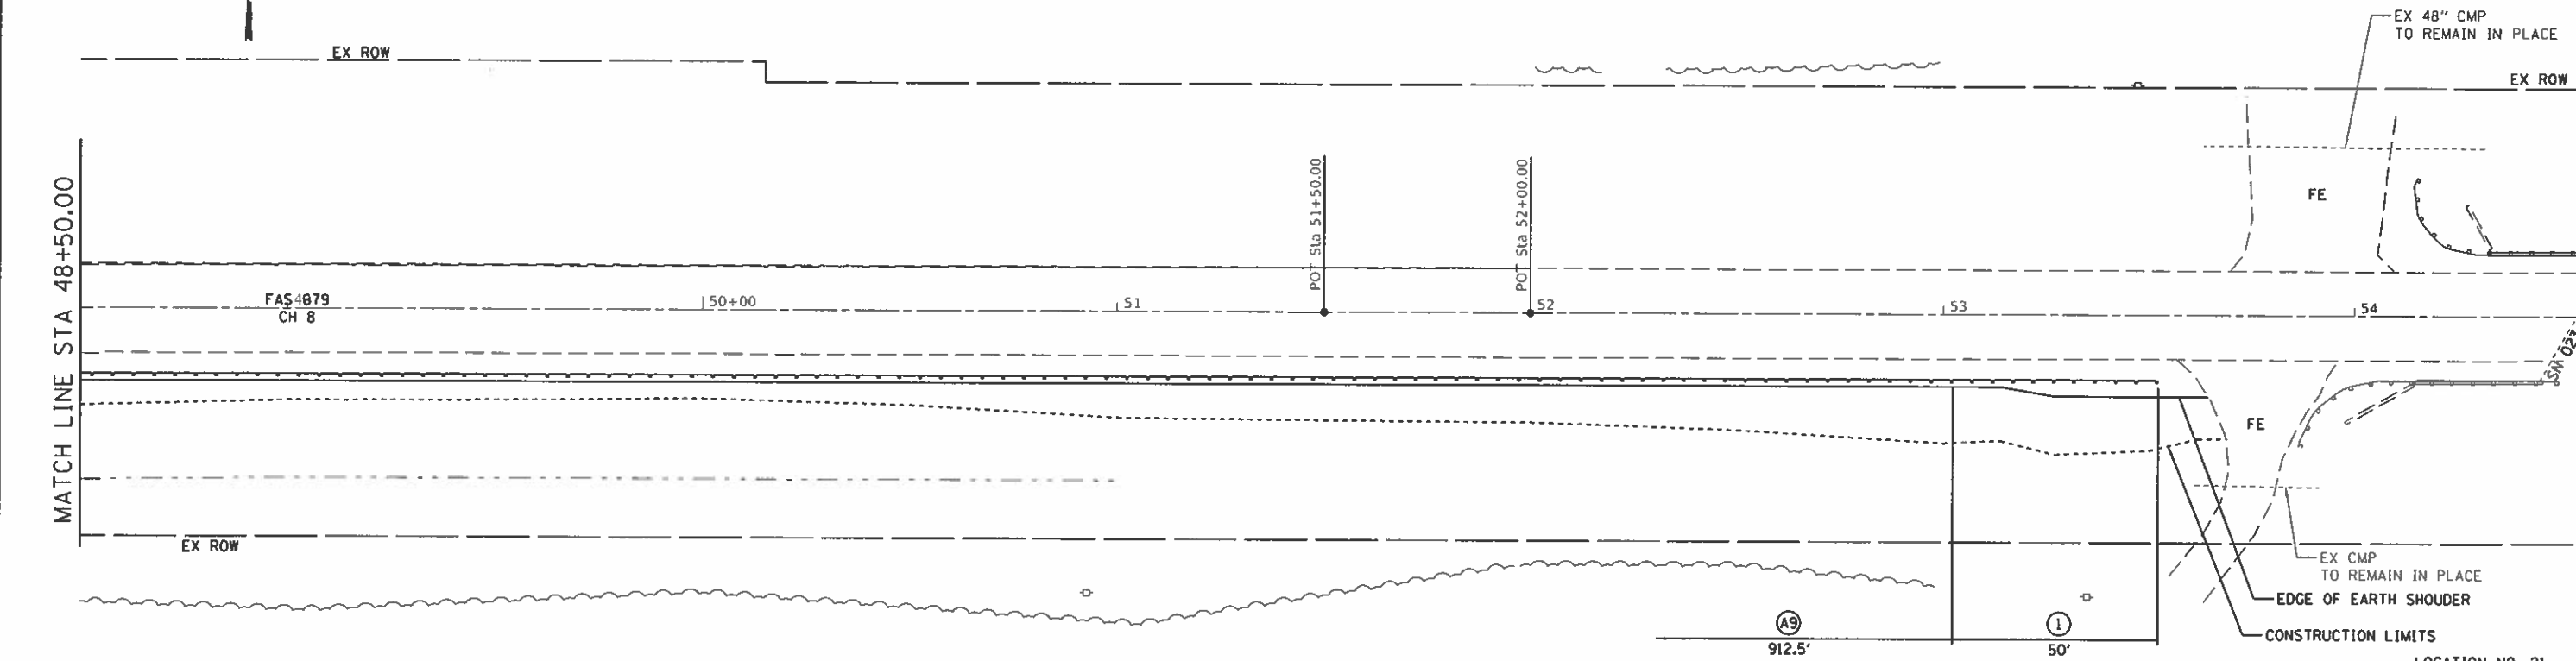 EX 48" CMP
TO REMAIN IN PLACE
EX ROW
EX ROW
MATCH LINE STA 48+50.00
POT Sta 51+50.00
POT Sta 52+00.00
FE
FAS 4879
CH 8
50+00
51
52
53
54
FE
EX ROW
EX CMP
TO REMAIN IN PLACE
EDGE OF EARTH SHOUDER
CONSTRUCTION LIMITS
A9
912.5'
1
50'